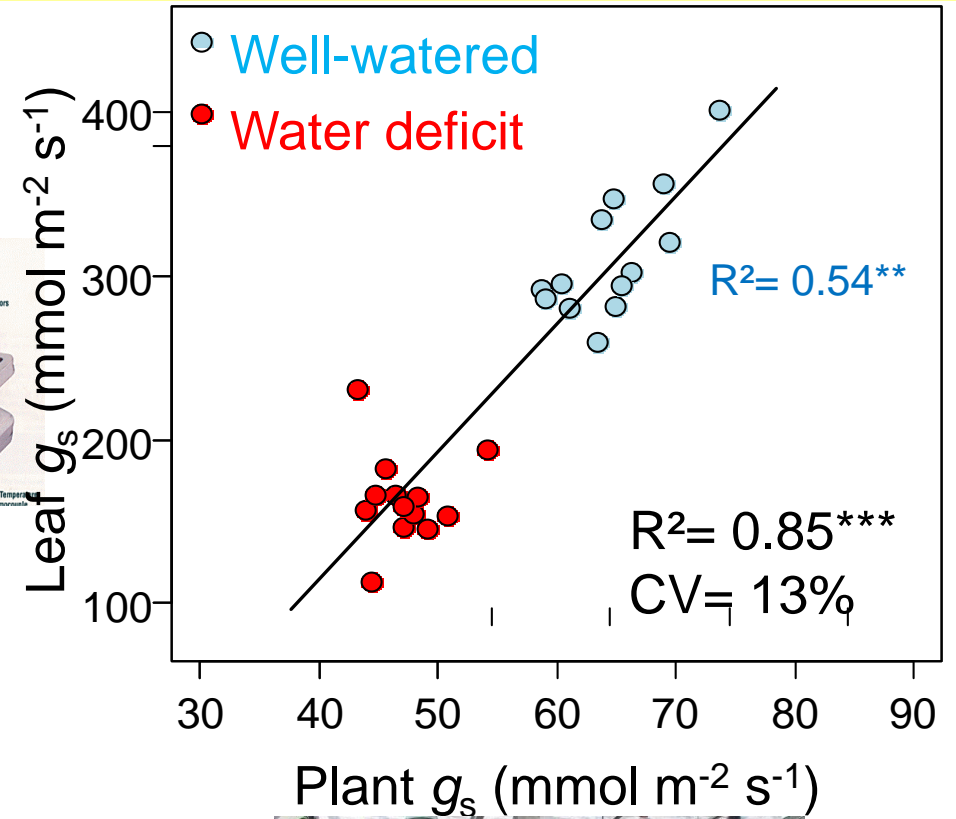 Well-watered
Water deficit
Leaf gₛ (mmol m⁻² s⁻¹)
400
300
200
100
R²= 0.54**
R²= 0.85***
CV= 13%
30 40 50 60 70 80 90
Plant gₛ (mmol m⁻² s⁻¹)